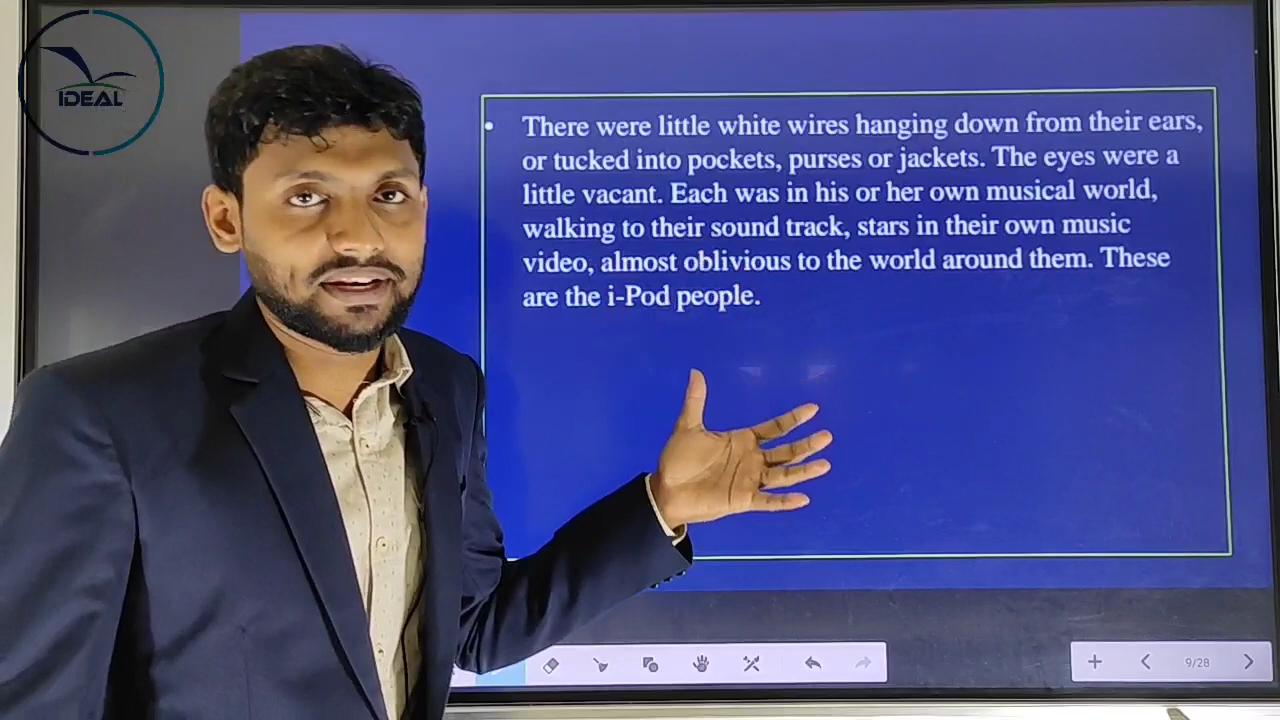 IDEAL
There were little white wires hanging down from their ears,
or tucked into pockets, purses or jackets. The eyes were a
little vacant. Each was in his or her own musical world,
walking to their sound track, stars in their own music
video, almost oblivious to the world around them. These
are the i-Pod people.
9/28